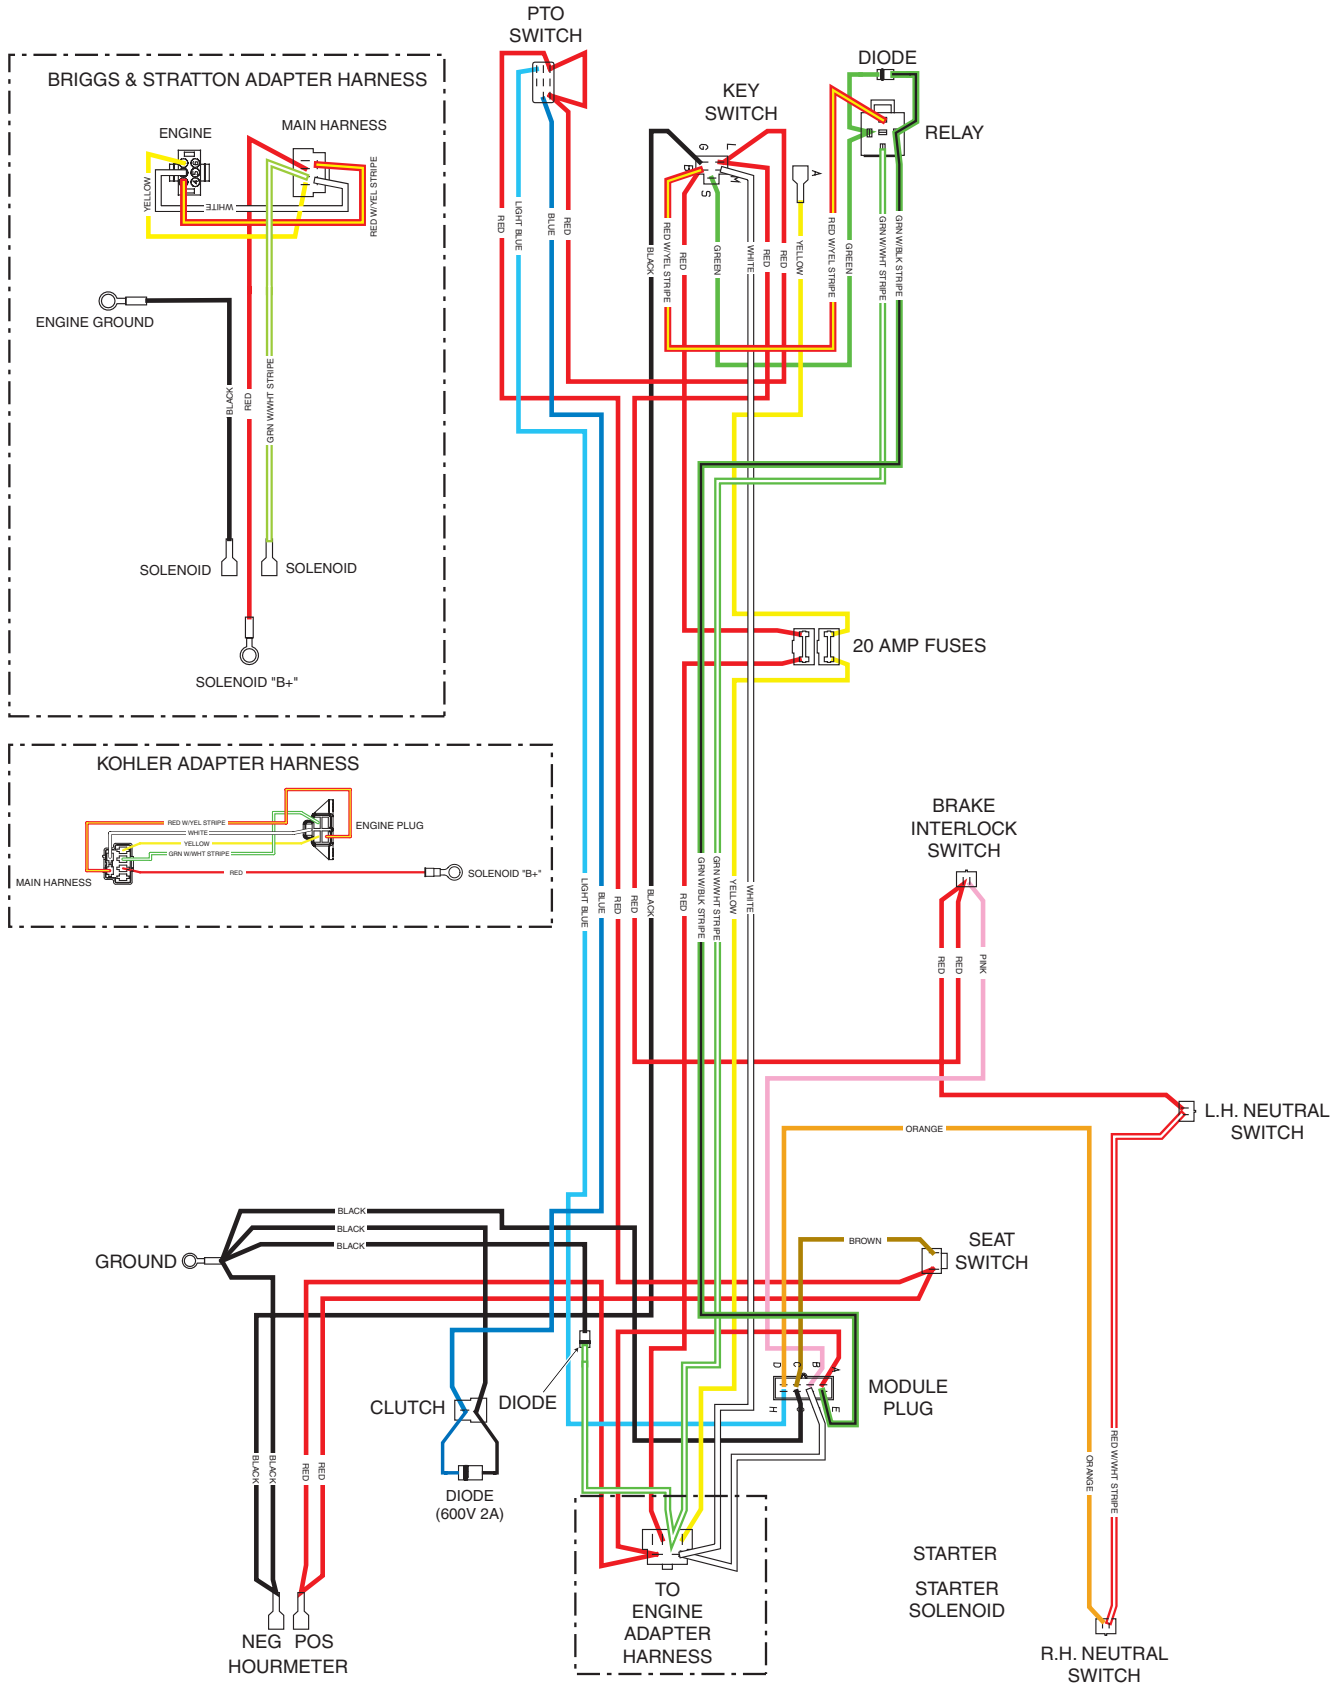 PTO
SWITCH
DIODE
KEY
SWITCH
RELAY
G
L
B
M
S
A
BRIGGS & STRATTON ADAPTER HARNESS
ENGINE
MAIN HARNESS
YELLOW
WHITE
RED W/YEL STRIPE
ENGINE GROUND
BLACK
RED
GRN W/WHT STRIPE
SOLENOID
SOLENOID
SOLENOID "B+"
RED
LIGHT BLUE
BLUE
RED
BLACK
RED W/YEL STRIPE
RED
GREEN
WHITE
RED
RED
YELLOW
RED W/YEL STRIPE
GREEN
GRN W/WHT STRIPE
GRN W/BLK STRIPE
20 AMP FUSES
KOHLER ADAPTER HARNESS
RED W/YEL STRIPE
WHITE
YELLOW
GRN W/WHT STRIPE
RED
ENGINE PLUG
MAIN HARNESS
SOLENOID "B+"
BRAKE
INTERLOCK
SWITCH
LIGHT BLUE
BLUE
RED
RED
BLACK
RED
GRN W/BLK STRIPE
GRN W/WHT STRIPE
YELLOW
WHITE
RED
RED
PINK
L.H. NEUTRAL
SWITCH
ORANGE
BLACK
BLACK
BLACK
GROUND
BROWN
SEAT
SWITCH
D
C
B
A
H
E
MODULE
PLUG
CLUTCH
DIODE
DIODE
(600V 2A)
BLACK
BLACK
RED
RED
ORANGE
RED W/WHT STRIPE
STARTER
STARTER
SOLENOID
TO
ENGINE
ADAPTER
HARNESS
NEG
POS
HOURMETER
R.H. NEUTRAL
SWITCH